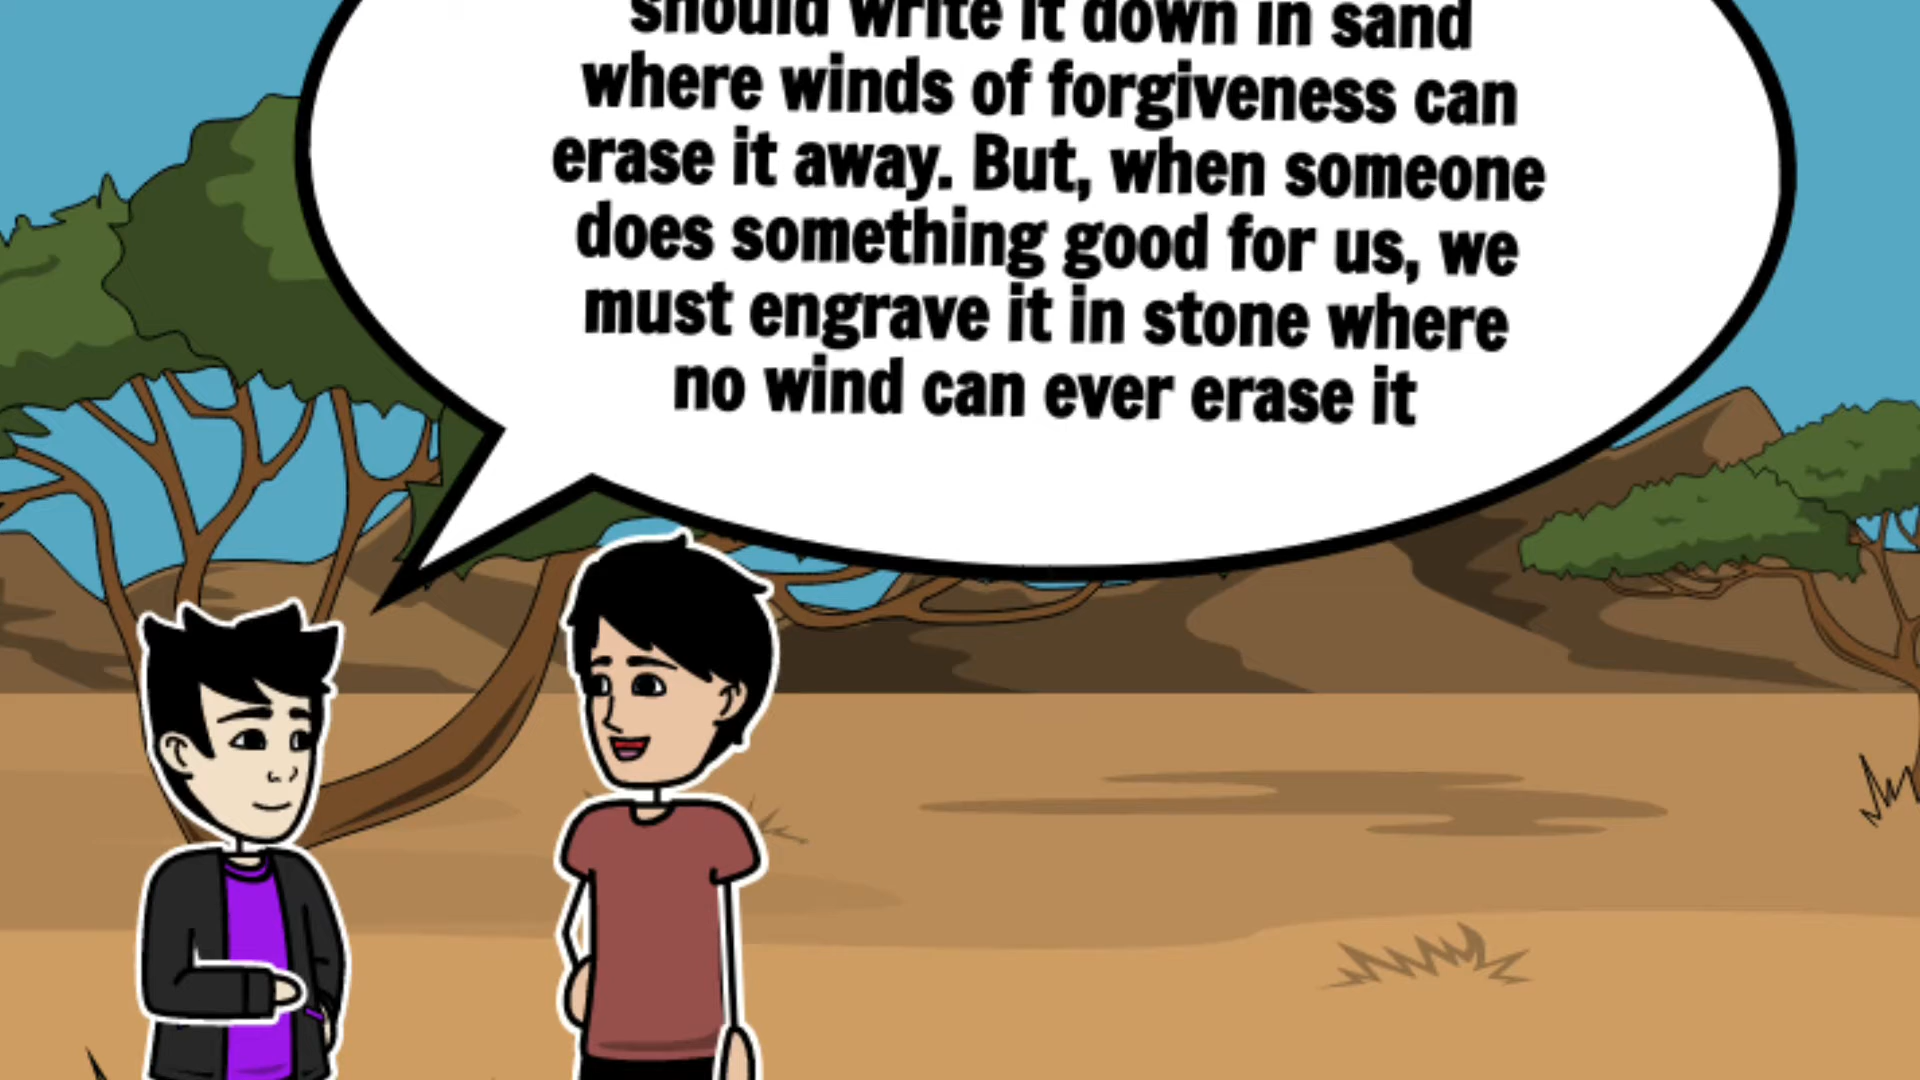 should write it down in sand
where winds of forgiveness can
erase it away. But, when someone
does something good for us, we
must engrave it in stone where
no wind can ever erase it